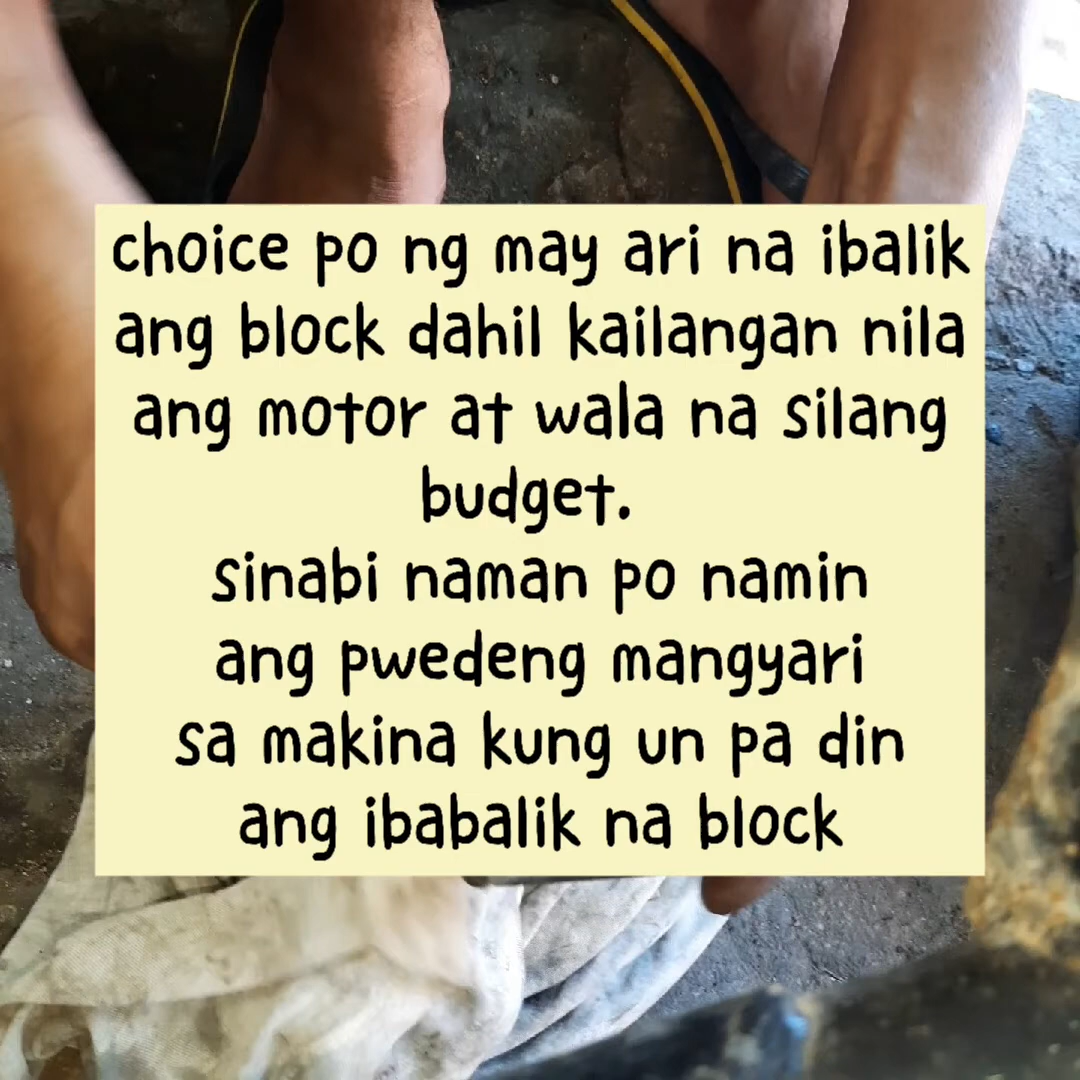 choice po ng may ari na ibalik
ang block dahil kailangan nila
ang motor at wala na silang
budget.
sinabi naman po namin
ang pwedeng mangyari
sa makina kung un pa din
ang ibabalik na block